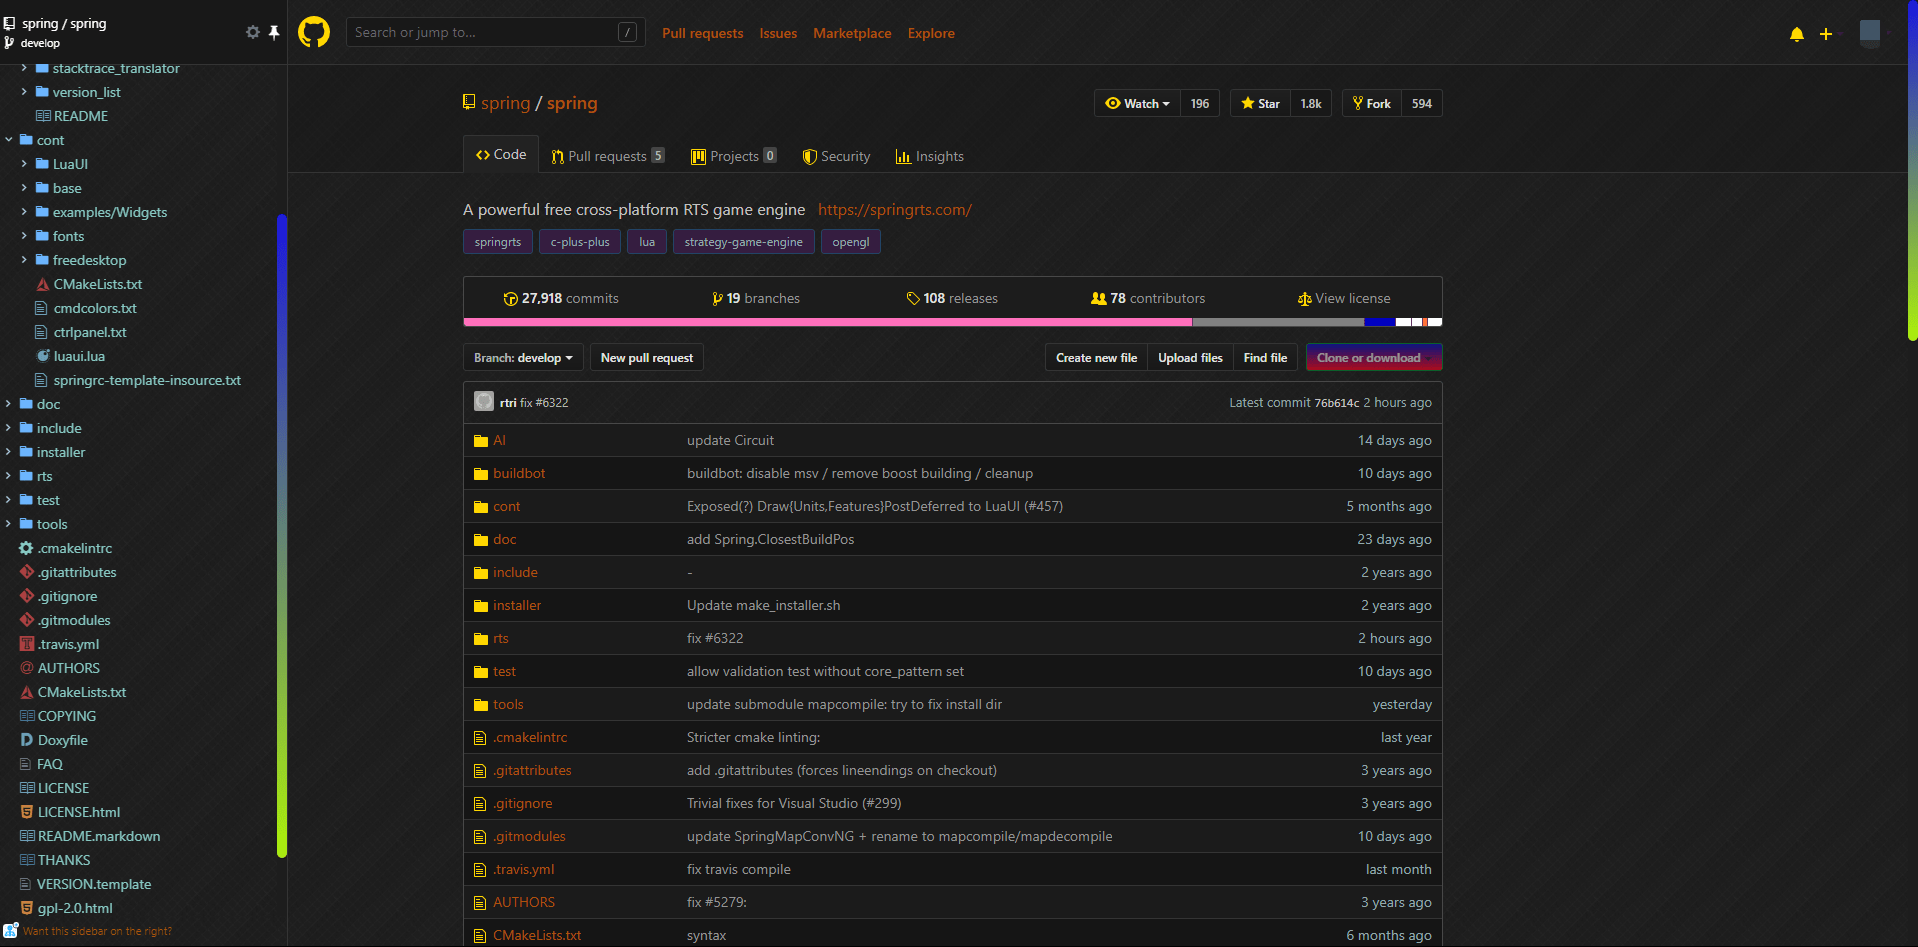 spring / spring
develop
stacktrace_translator
version_list
README
cont
LuaUI
base
examples/Widgets
fonts
freedesktop
CMakeLists.txt
cmdcolors.txt
ctrlpanel.txt
luaui.lua
springrc-template-insource.txt
doc
include
installer
rts
test
tools
.cmakelintrc
.gitattributes
.gitignore
.gitmodules
.travis.yml
AUTHORS
CMakeLists.txt
COPYING
Doxyfile
FAQ
LICENSE
LICENSE.html
README.markdown
THANKS
VERSION.template
gpl-2.0.html
Want this sidebar on the right?
Search or jump to... / Pull requests Issues Marketplace Explore
spring / spring Watch 196 Star 1.8k Fork 594
Code Pull requests 5 Projects 0 Security Insights
A powerful free cross-platform RTS game engine https://springrts.com/
springrts c-plus-plus lua strategy-game-engine opengl
27,918 commits 19 branches 108 releases 78 contributors View license
Branch: develop New pull request Create new file Upload files Find file Clone or download
rtri fix #6322 Latest commit 76b614c 2 hours ago
AI update Circuit 14 days ago
buildbot buildbot: disable msv / remove boost building / cleanup 10 days ago
cont Exposed(?) Draw{Units,Features}PostDeferred to LuaUI (#457) 5 months ago
doc add Spring.ClosestBuildPos 23 days ago
include - 2 years ago
installer Update make_installer.sh 2 years ago
rts fix #6322 2 hours ago
test allow validation test without core_pattern set 10 days ago
tools update submodule mapcompile: try to fix install dir yesterday
.cmakelintrc Stricter cmake linting: last year
.gitattributes add .gitattributes (forces lineendings on checkout) 3 years ago
.gitignore Trivial fixes for Visual Studio (#299) 3 years ago
.gitmodules update SpringMapConvNG + rename to mapcompile/mapdecompile 10 days ago
.travis.yml fix travis compile last month
AUTHORS fix #5279: 3 years ago
CMakeLists.txt syntax 6 months ago